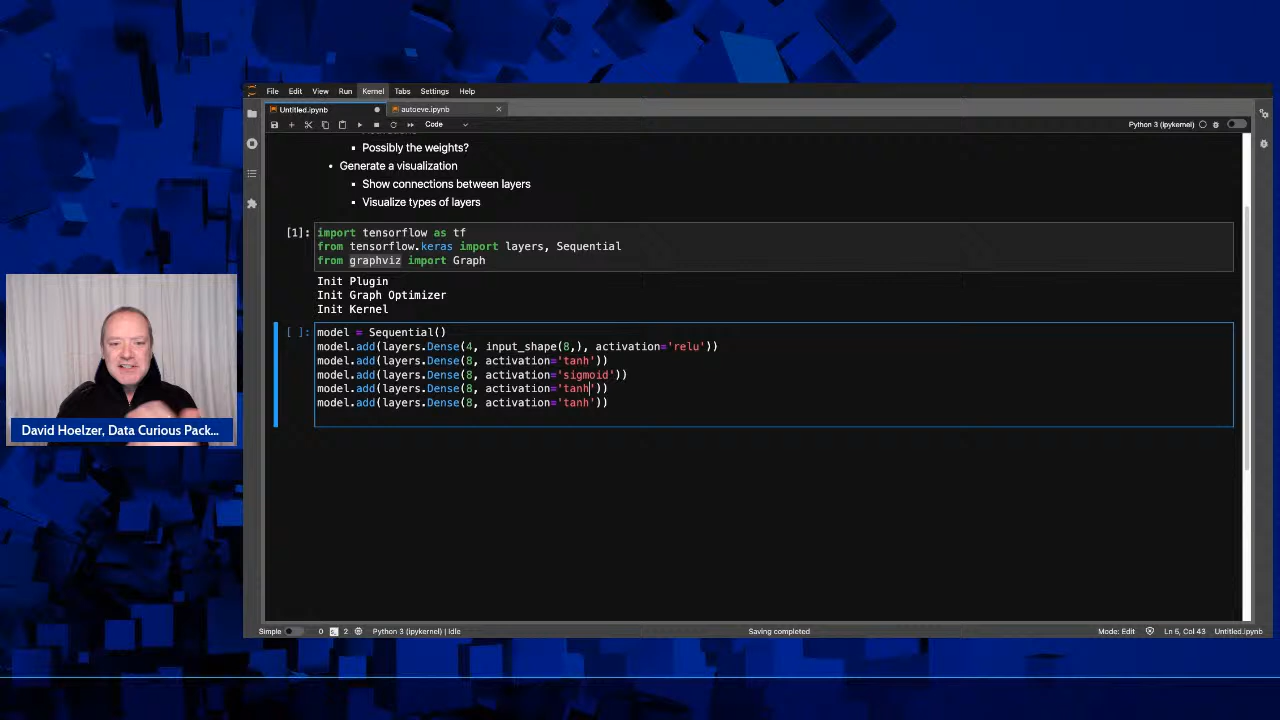 File Edit View Run Kernel Tabs Settings Help
Untitled.ipynb
autoeve.ipynb
Code
Python 3 (ipykernel)
Possibly the weights?
Generate a visualization
Show connections between layers
Visualize types of layers
[1]: import tensorflow as tf
from tensorflow.keras import layers, Sequential
from graphviz import Graph
Init Plugin
Init Graph Optimizer
Init Kernel
[ ]: model = Sequential()
model.add(layers.Dense(4, input_shape(8,), activation='relu'))
model.add(layers.Dense(8, activation='tanh'))
model.add(layers.Dense(8, activation='sigmoid'))
model.add(layers.Dense(8, activation='tanh'))
model.add(layers.Dense(8, activation='tanh'))
David Hoelzer, Data Curious Pack...
Simple 0 2 Python 3 (ipykernel) | Idle Saving completed Mode: Edit Ln 5, Col 43 Untitled.ipynb